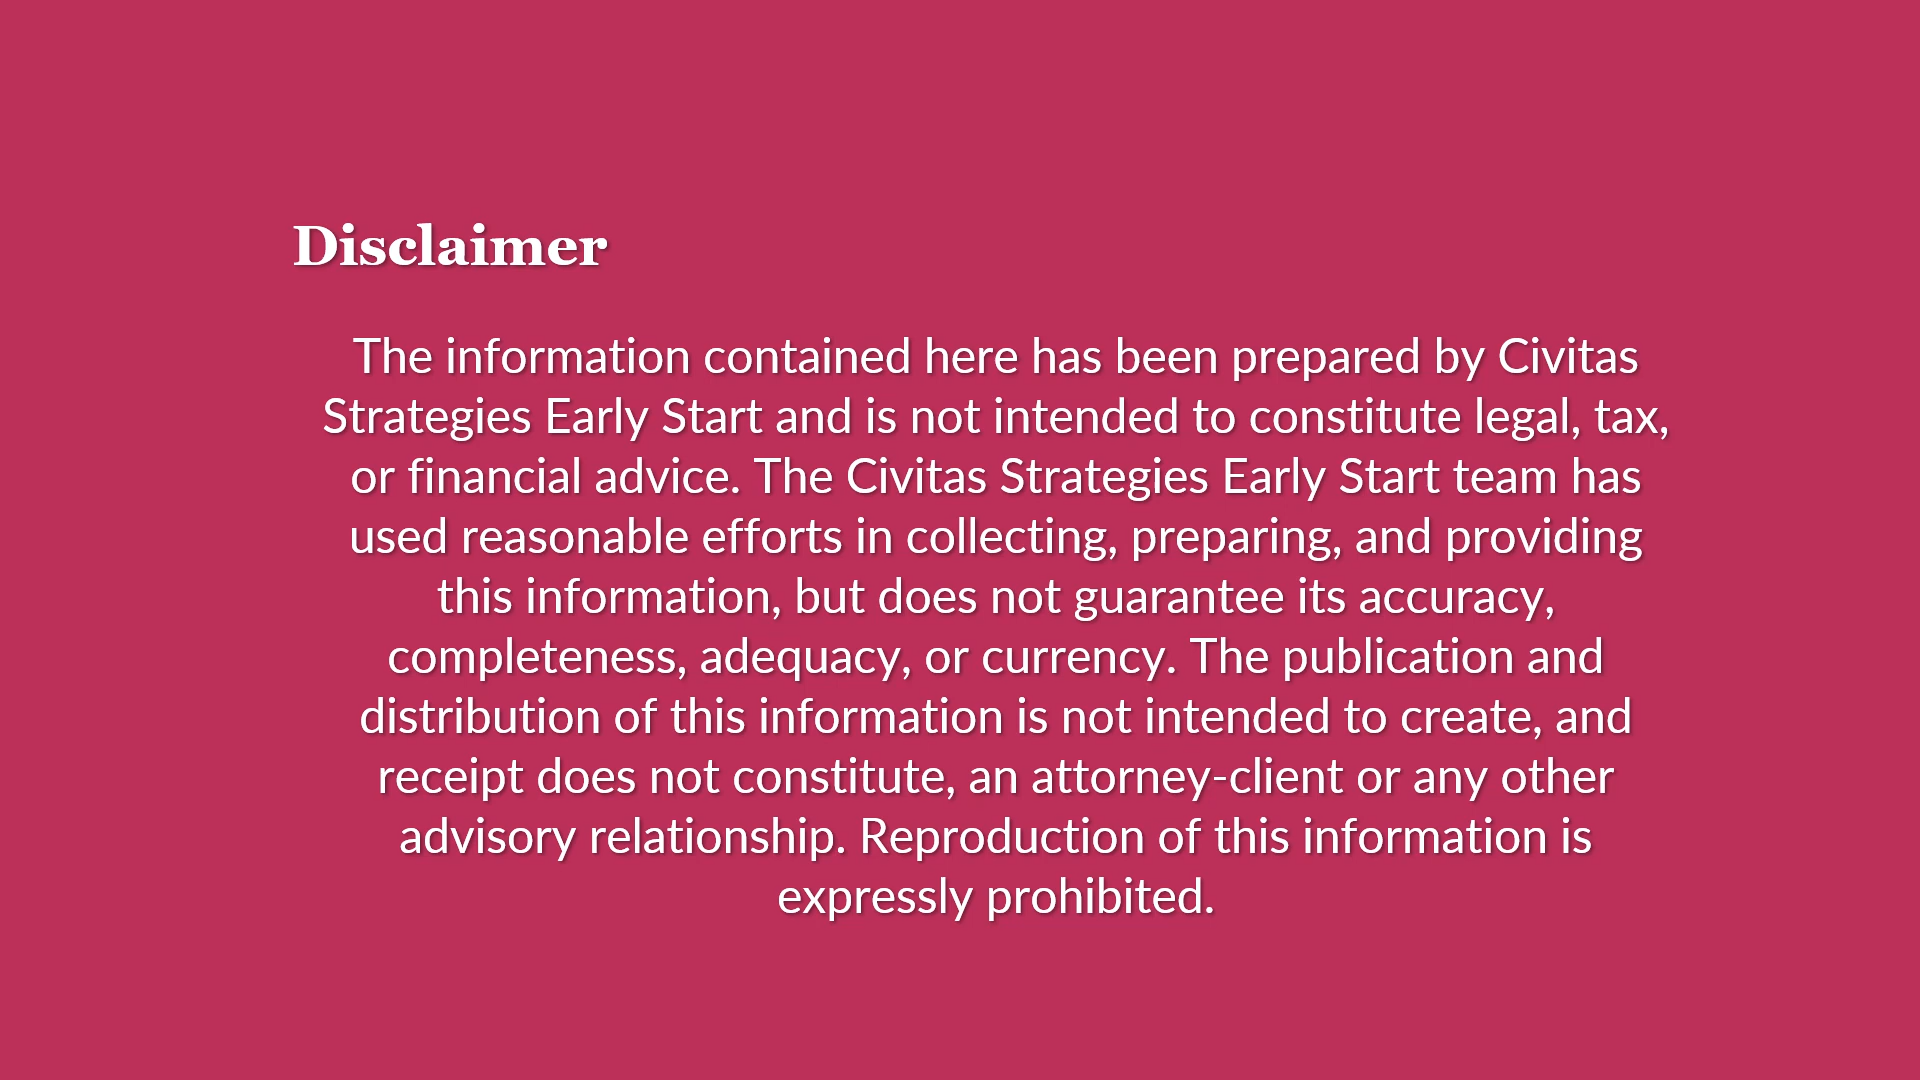 Disclaimer
The information contained here has been prepared by Civitas
Strategies Early Start and is not intended to constitute legal, tax,
or financial advice. The Civitas Strategies Early Start team has
used reasonable efforts in collecting, preparing, and providing
this information, but does not guarantee its accuracy,
completeness, adequacy, or currency. The publication and
distribution of this information is not intended to create, and
receipt does not constitute, an attorney-client or any other
advisory relationship. Reproduction of this information is
expressly prohibited.